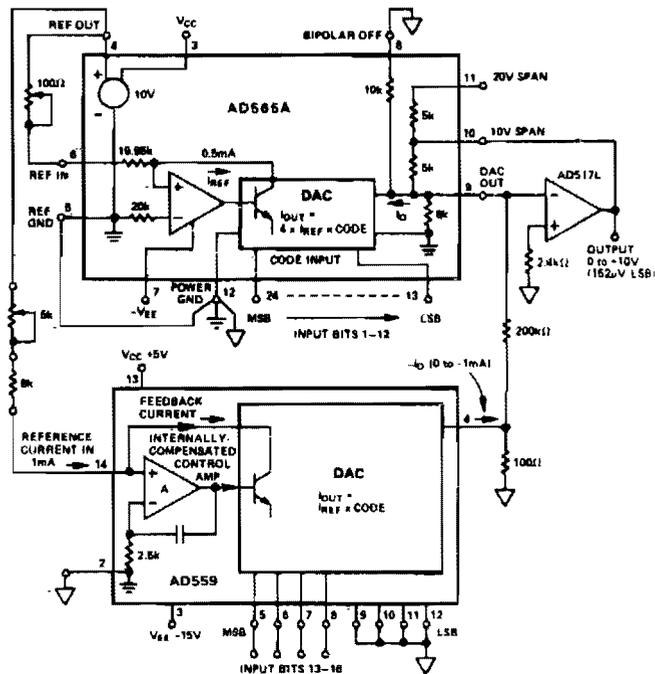 REF OUT
4
VCC
3
BIPOLAR OFF
8
100Ω
+
10V
-
AD565A
10k
11
20V SPAN
5k
10
10V SPAN
5k
6
19.95k
0.5mA
IREF
REF IN
9
DAC OUT
AD517L
+
-
DAC
IOUT = 4 x IREF x CODE
IO
8k
-
+
REF GND
5
20k
CODE INPUT
2.4kΩ
OUTPUT
0 to +10V
(152μV LSB)
7
-VEE
POWER GND
12
24
MSB
13
LSB
INPUT BITS 1-12
5k
8k
200kΩ
-IO (0 to -1mA)
VCC +5V
13
FEEDBACK CURRENT
4
REFERENCE CURRENT IN
1mA
14
INTERNALLY-
COMPENSATED
CONTROL
AMP
+
A
-
DAC
IOUT = IREF x CODE
100Ω
2.5k
2
AD559
3
VEE -15V
MSB
5
6
7
8
9
10
11
12
LSB
INPUT BITS 13-16